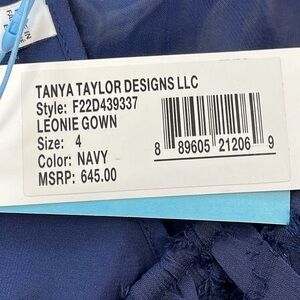 TANYA TAYLOR DESIGNS LLC
Style: F22D439337
LEONIE GOWN
Size: 4
Color: NAVY
MSRP: 645.00
8 89605 21206 9